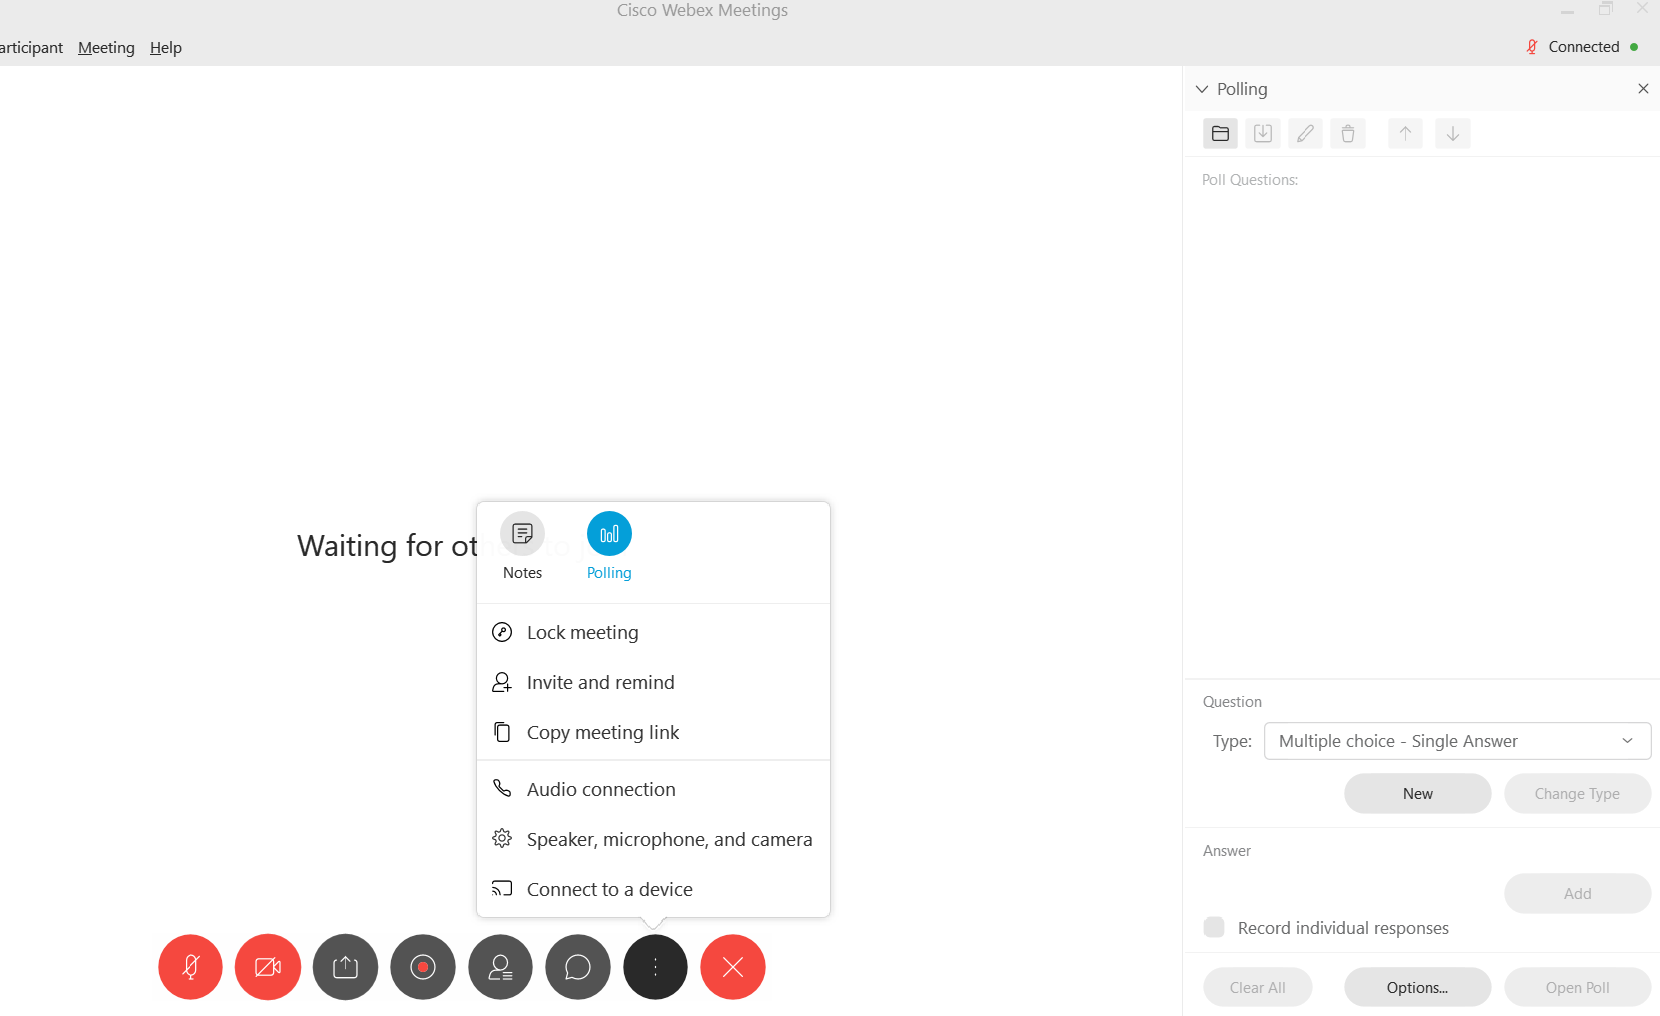 Cisco Webex Meetings
articipant Meeting Help
Connected
Polling
Poll Questions:
Waiting for ot
Notes
Polling
Lock meeting
Invite and remind
Copy meeting link
Audio connection
Speaker, microphone, and camera
Connect to a device
Question
Type: Multiple choice - Single Answer
New
Change Type
Answer
Add
Record individual responses
Clear All
Options...
Open Poll